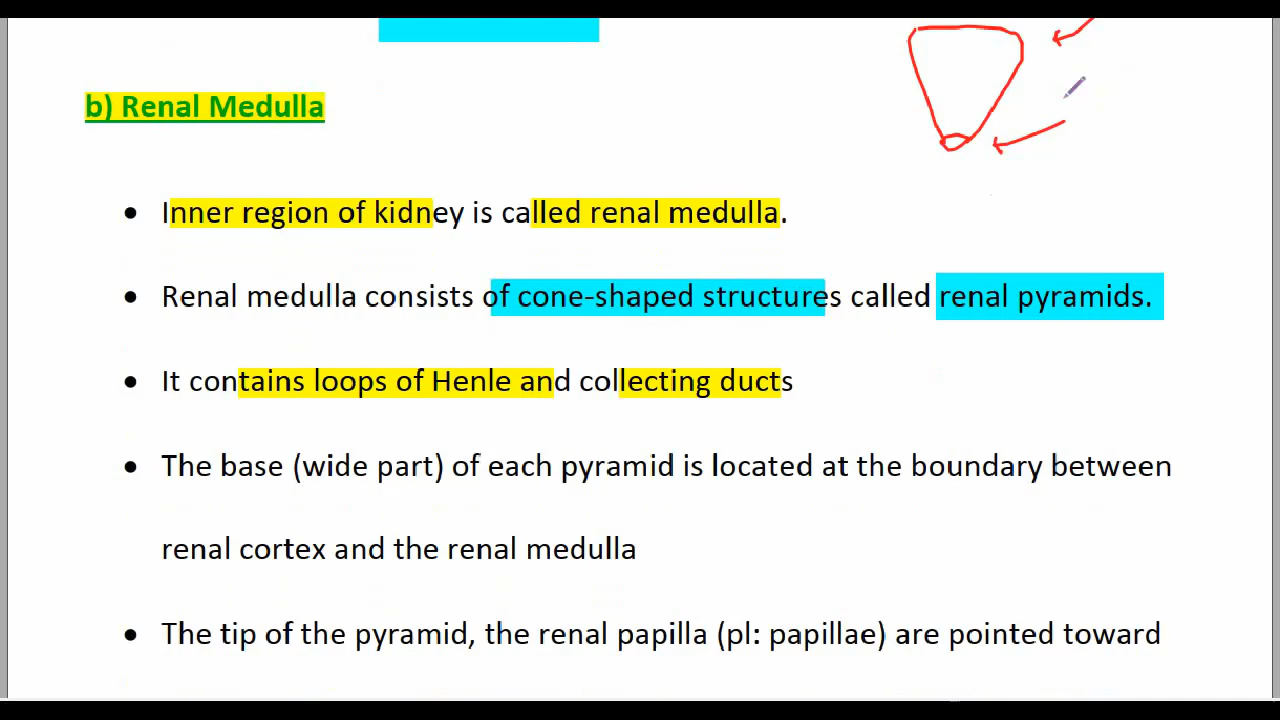 b) Renal Medulla
• Inner region of kidney is called renal medulla.
• Renal medulla consists of cone-shaped structures called renal pyramids.
• It contains loops of Henle and collecting ducts
• The base (wide part) of each pyramid is located at the boundary between
renal cortex and the renal medulla
• The tip of the pyramid, the renal papilla (pl: papillae) are pointed toward